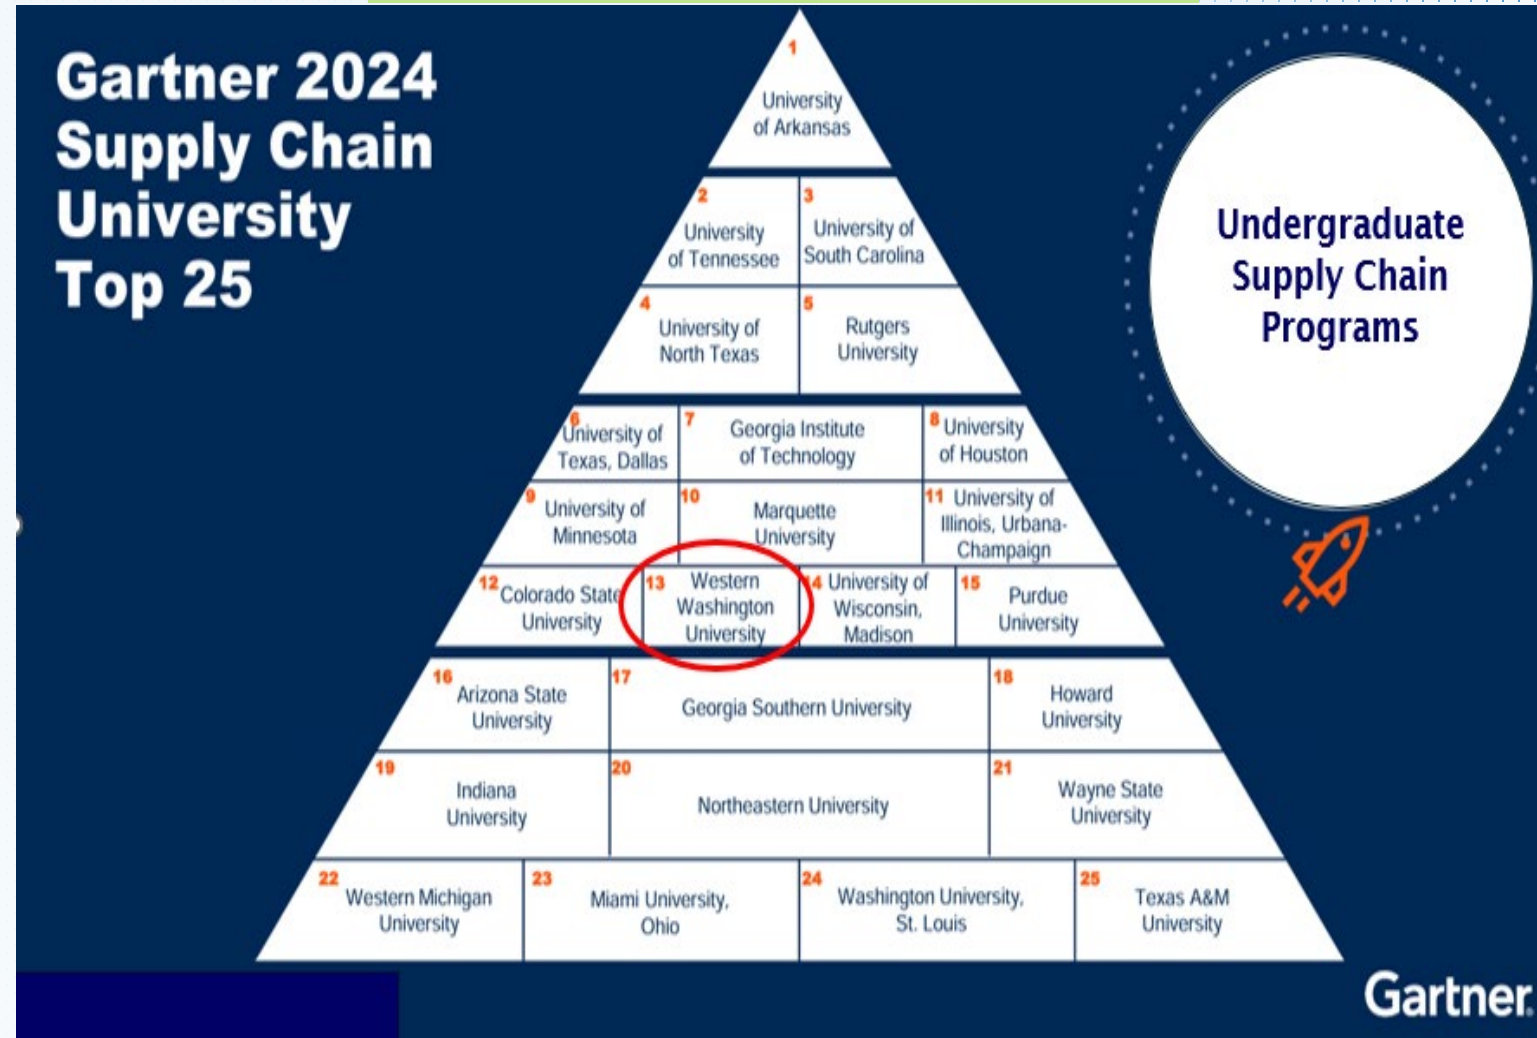 Gartner 2024
Supply Chain
University
Top 25
Undergraduate
Supply Chain
Programs
1
University
of Arkansas
2
University
of Tennessee
3
University of
South Carolina
4
University of
North Texas
5
Rutgers
University
6
University of
Texas, Dallas
7
Georgia Institute
of Technology
8
University
of Houston
9
University of
Minnesota
10
Marquette
University
11
University of
Illinois, Urbana-
Champaign
12
Colorado State
University
13
Western
Washington
University
14
University of
Wisconsin,
Madison
15
Purdue
University
16
Arizona State
University
17
Georgia Southern University
18
Howard
University
19
Indiana
University
20
Northeastern University
21
Wayne State
University
22
Western Michigan
University
23
Miami University,
Ohio
24
Washington University,
St. Louis
25
Texas A&M
University
Gartner.